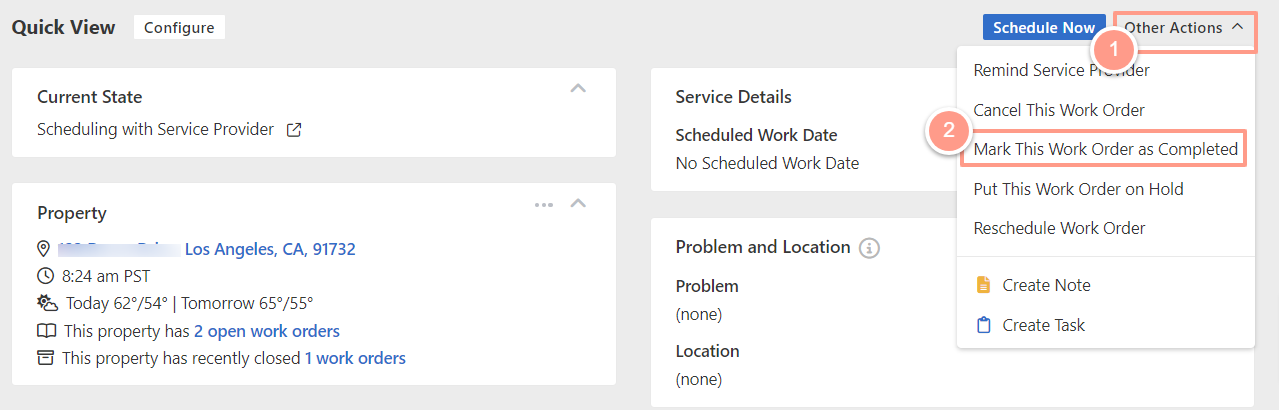 Quick View
Configure
Schedule Now
Other Actions
1
Remind Service Provider
Cancel This Work Order
2
Mark This Work Order as Completed
Put This Work Order on Hold
Reschedule Work Order
Create Note
Create Task
Current State
Scheduling with Service Provider
Property
Los Angeles, CA, 91732
8:24 am PST
Today 62°/54° | Tomorrow 65°/55°
This property has 2 open work orders
This property has recently closed 1 work orders
Service Details
Scheduled Work Date
No Scheduled Work Date
Problem and Location
Problem
(none)
Location
(none)